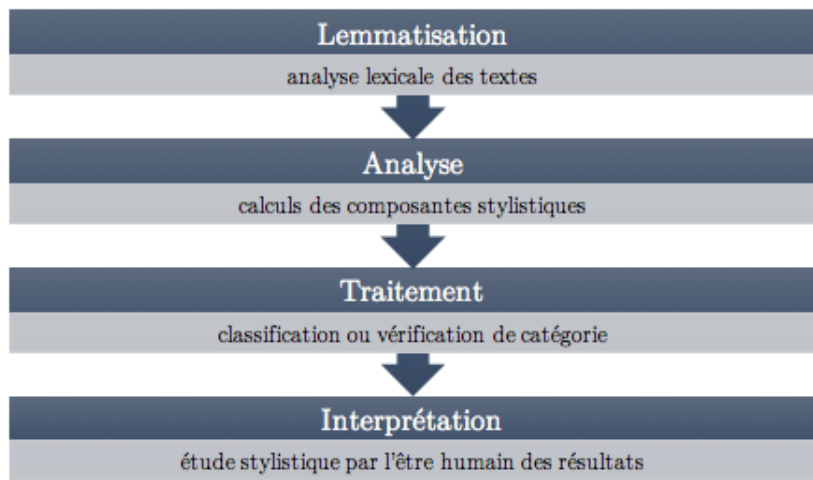 Lemmatisation
analyse lexicale des textes
Analyse
calculs des composantes stylistiques
Traitement
classification ou vérification de catégorie
Interprétation
étude stylistique par l'être humain des résultats